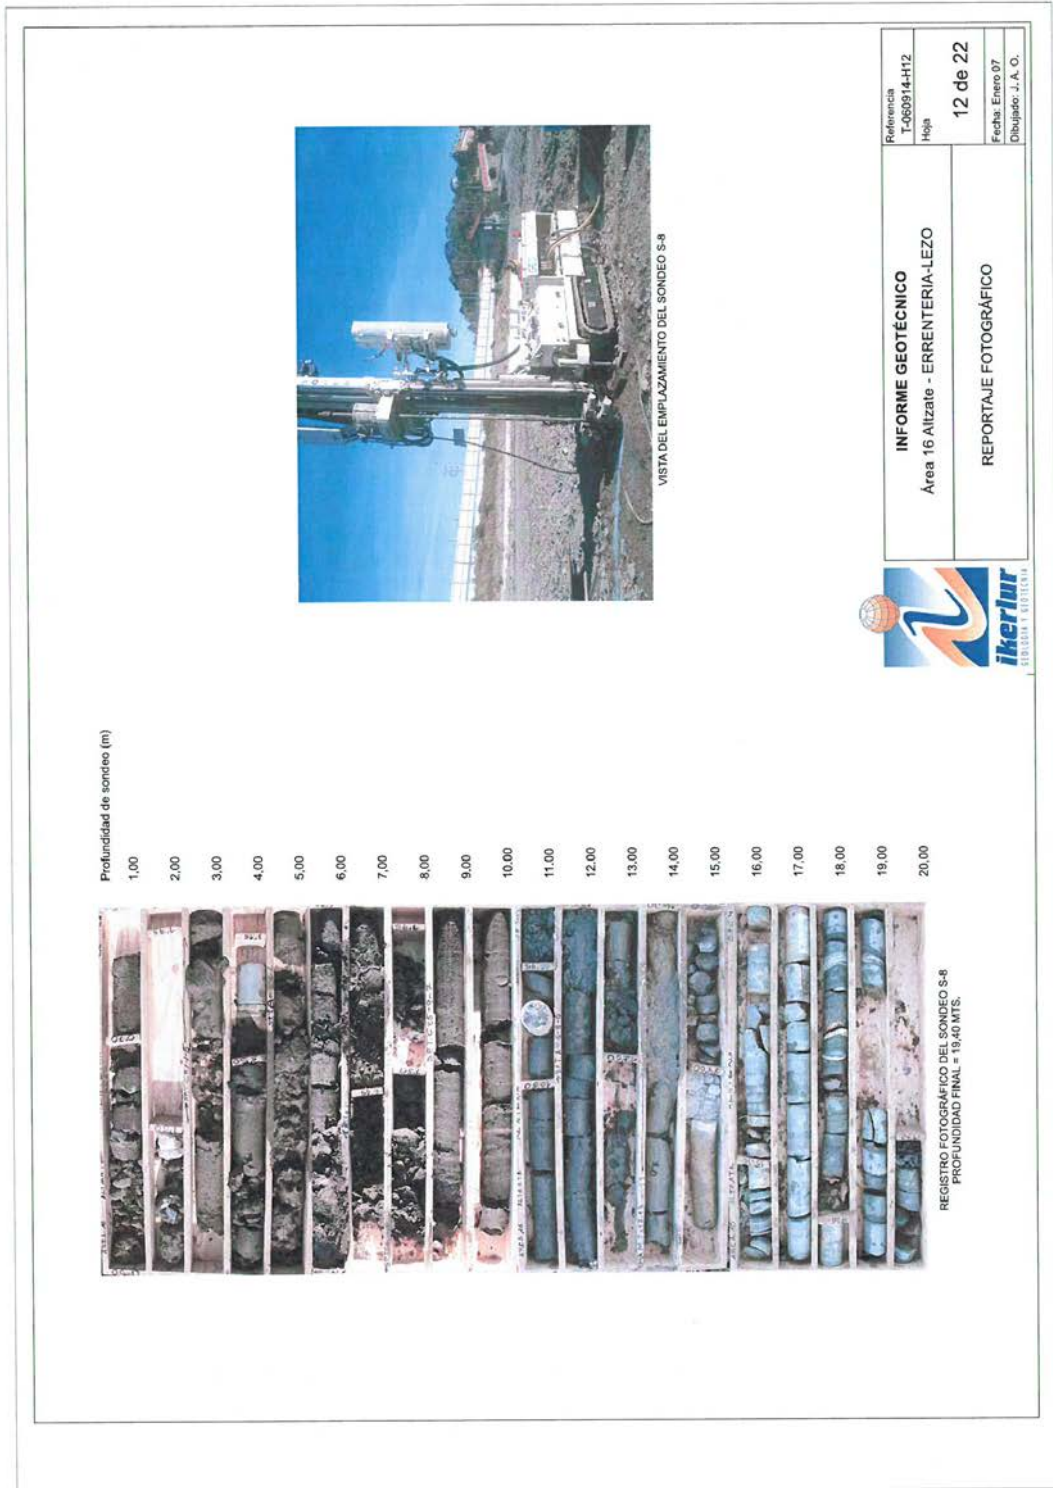 Profundidad de sondeo (m)
1,00
2,00
3,00
4,00
5,00
6,00
7,00
8,00
9,00
10,00
11,00
12,00
13,00
14,00
15,00
16,00
17,00
18,00
19,00
20,00
REGISTRO FOTOGRÁFICO DEL SONDEO S-8
PROFUNDIDAD FINAL = 19,40 MTS.
VISTA DEL EMPLAZAMIENTO DEL SONDEO S-8
ikerlur
GEOLOGIA Y GEOTECNIA
INFORME GEOTÉCNICO
Área 16 Altzate - ERRENTERIA-LEZO
REPORTAJE FOTOGRÁFICO
Referencia
T-060914-H12
Hoja
12 de 22
Fecha: Enero 07
Dibujado: J. A. O.